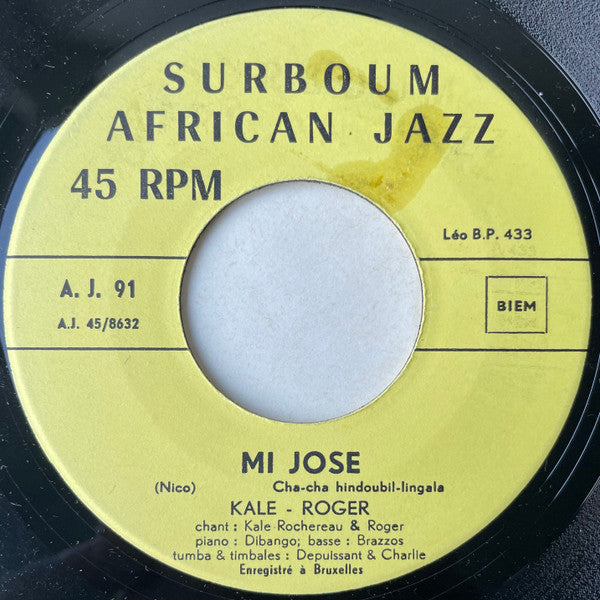 SURBOUM
AFRICAN JAZZ
45 RPM
Léo B.P. 433
A. J. 91
BIEM
A.J. 45/8632
MI JOSE
(Nico) Cha-cha hindoubil-lingala
KALE - ROGER
chant : Kale Rochereau & Roger
piano : Dibango; basse : Brazzos
tumba & timbales : Depuissant & Charlie
Enregistré à Bruxelles